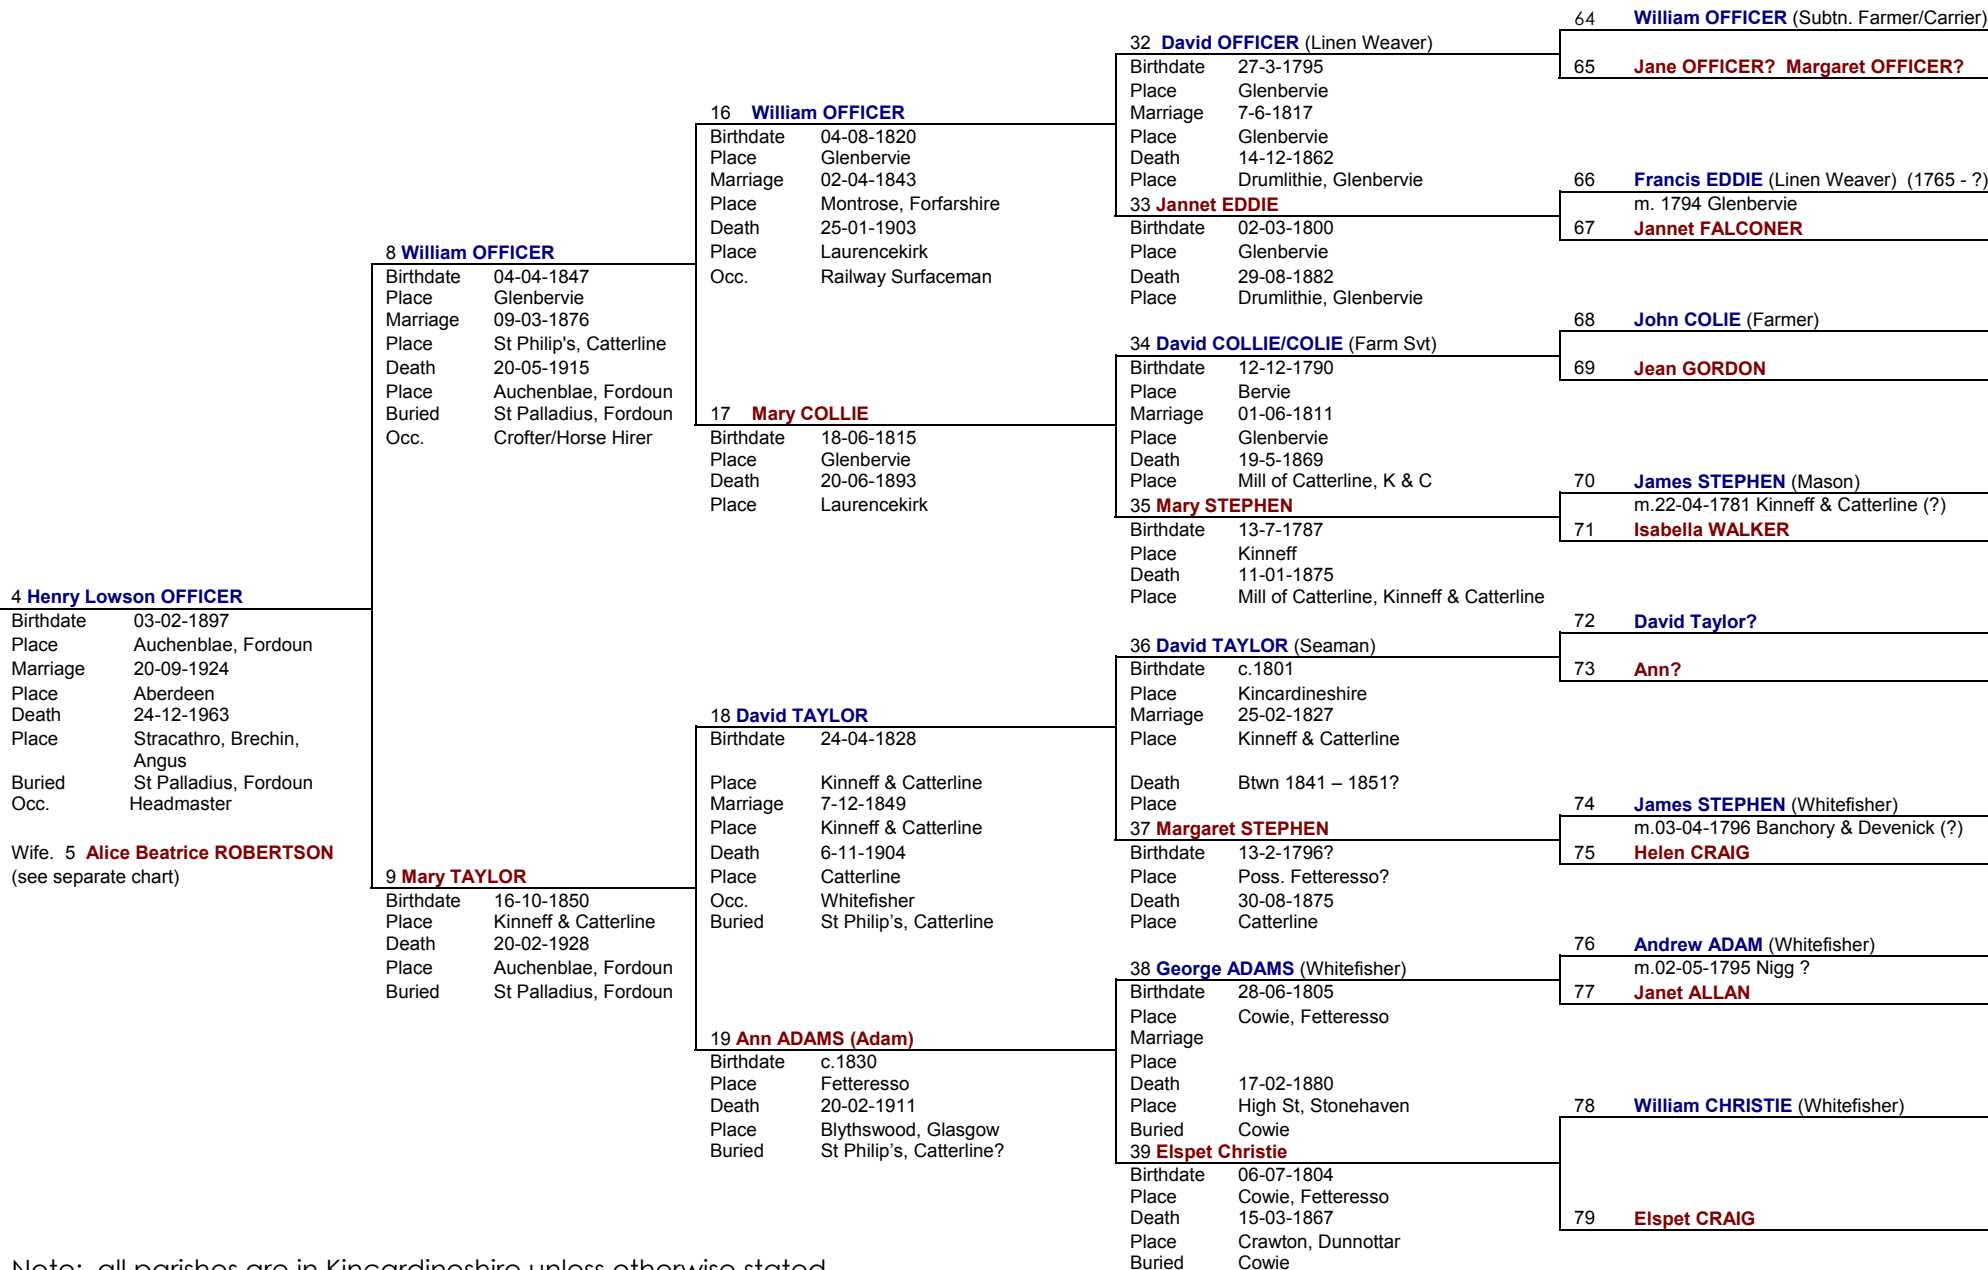 4 Henry Lowson OFFICER
Birthdate 03-02-1897
Place Auchenblae, Fordoun
Marriage 20-09-1924
Place Aberdeen
Death 24-12-1963
Place Stracathro, Brechin,
Angus
Buried St Palladius, Fordoun
Occ. Headmaster
Wife. 5 Alice Beatrice ROBERTSON
(see separate chart)
8 William OFFICER
Birthdate 04-04-1847
Place Glenbervie
Marriage 09-03-1876
Place St Philip's, Catterline
Death 20-05-1915
Place Auchenblae, Fordoun
Buried St Palladius, Fordoun
Occ. Crofter/Horse Hirer
9 Mary TAYLOR
Birthdate 16-10-1850
Place Kinneff & Catterline
Death 20-02-1928
Place Auchenblae, Fordoun
Buried St Palladius, Fordoun
16 William OFFICER
Birthdate 04-08-1820
Place Glenbervie
Marriage 02-04-1843
Place Montrose, Forfarshire
Death 25-01-1903
Place Laurencekirk
Occ. Railway Surfaceman
17 Mary COLLIE
Birthdate 18-06-1815
Place Glenbervie
Death 20-06-1893
Place Laurencekirk
18 David TAYLOR
Birthdate 24-04-1828
Place Kinneff & Catterline
Marriage 7-12-1849
Place Kinneff & Catterline
Death 6-11-1904
Place Catterline
Occ. Whitefisher
Buried St Philip’s, Catterline
19 Ann ADAMS (Adam)
Birthdate c.1830
Place Fetteresso
Death 20-02-1911
Place Blythswood, Glasgow
Buried St Philip’s, Catterline?
32 David OFFICER (Linen Weaver)
Birthdate 27-3-1795
Place Glenbervie
Marriage 7-6-1817
Place Glenbervie
Death 14-12-1862
Place Drumlithie, Glenbervie
33 Jannet EDDIE
Birthdate 02-03-1800
Place Glenbervie
Death 29-08-1882
Place Drumlithie, Glenbervie
34 David COLLIE/COLIE (Farm Svt)
Birthdate 12-12-1790
Place Bervie
Marriage 01-06-1811
Place Glenbervie
Death 19-5-1869
Place Mill of Catterline, K & C
35 Mary STEPHEN
Birthdate 13-7-1787
Place Kinneff
Death 11-01-1875
Place Mill of Catterline, Kinneff & Catterline
36 David TAYLOR (Seaman)
Birthdate c.1801
Place Kincardineshire
Marriage 25-02-1827
Place Kinneff & Catterline
Death Btwn 1841 – 1851?
Place
37 Margaret STEPHEN
Birthdate 13-2-1796?
Place Poss. Fetteresso?
Death 30-08-1875
Place Catterline
38 George ADAMS (Whitefisher)
Birthdate 28-06-1805
Place Cowie, Fetteresso
Marriage
Place
Death 17-02-1880
Place High St, Stonehaven
Buried Cowie
39 Elspet Christie
Birthdate 06-07-1804
Place Cowie, Fetteresso
Death 15-03-1867
Place Crawton, Dunnottar
Buried Cowie
64 William OFFICER (Subtn. Farmer/Carrier)
65 Jane OFFICER? Margaret OFFICER?
66 Francis EDDIE (Linen Weaver) (1765 - ?)
m. 1794 Glenbervie
67 Jannet FALCONER
68 John COLIE (Farmer)
69 Jean GORDON
70 James STEPHEN (Mason)
m.22-04-1781 Kinneff & Catterline (?)
71 Isabella WALKER
72 David Taylor?
73 Ann?
74 James STEPHEN (Whitefisher)
m.03-04-1796 Banchory & Devenick (?)
75 Helen CRAIG
76 Andrew ADAM (Whitefisher)
m.02-05-1795 Nigg ?
77 Janet ALLAN
78 William CHRISTIE (Whitefisher)
79 Elspet CRAIG
Note: all parishes are in Kincardineshire unless otherwise stated